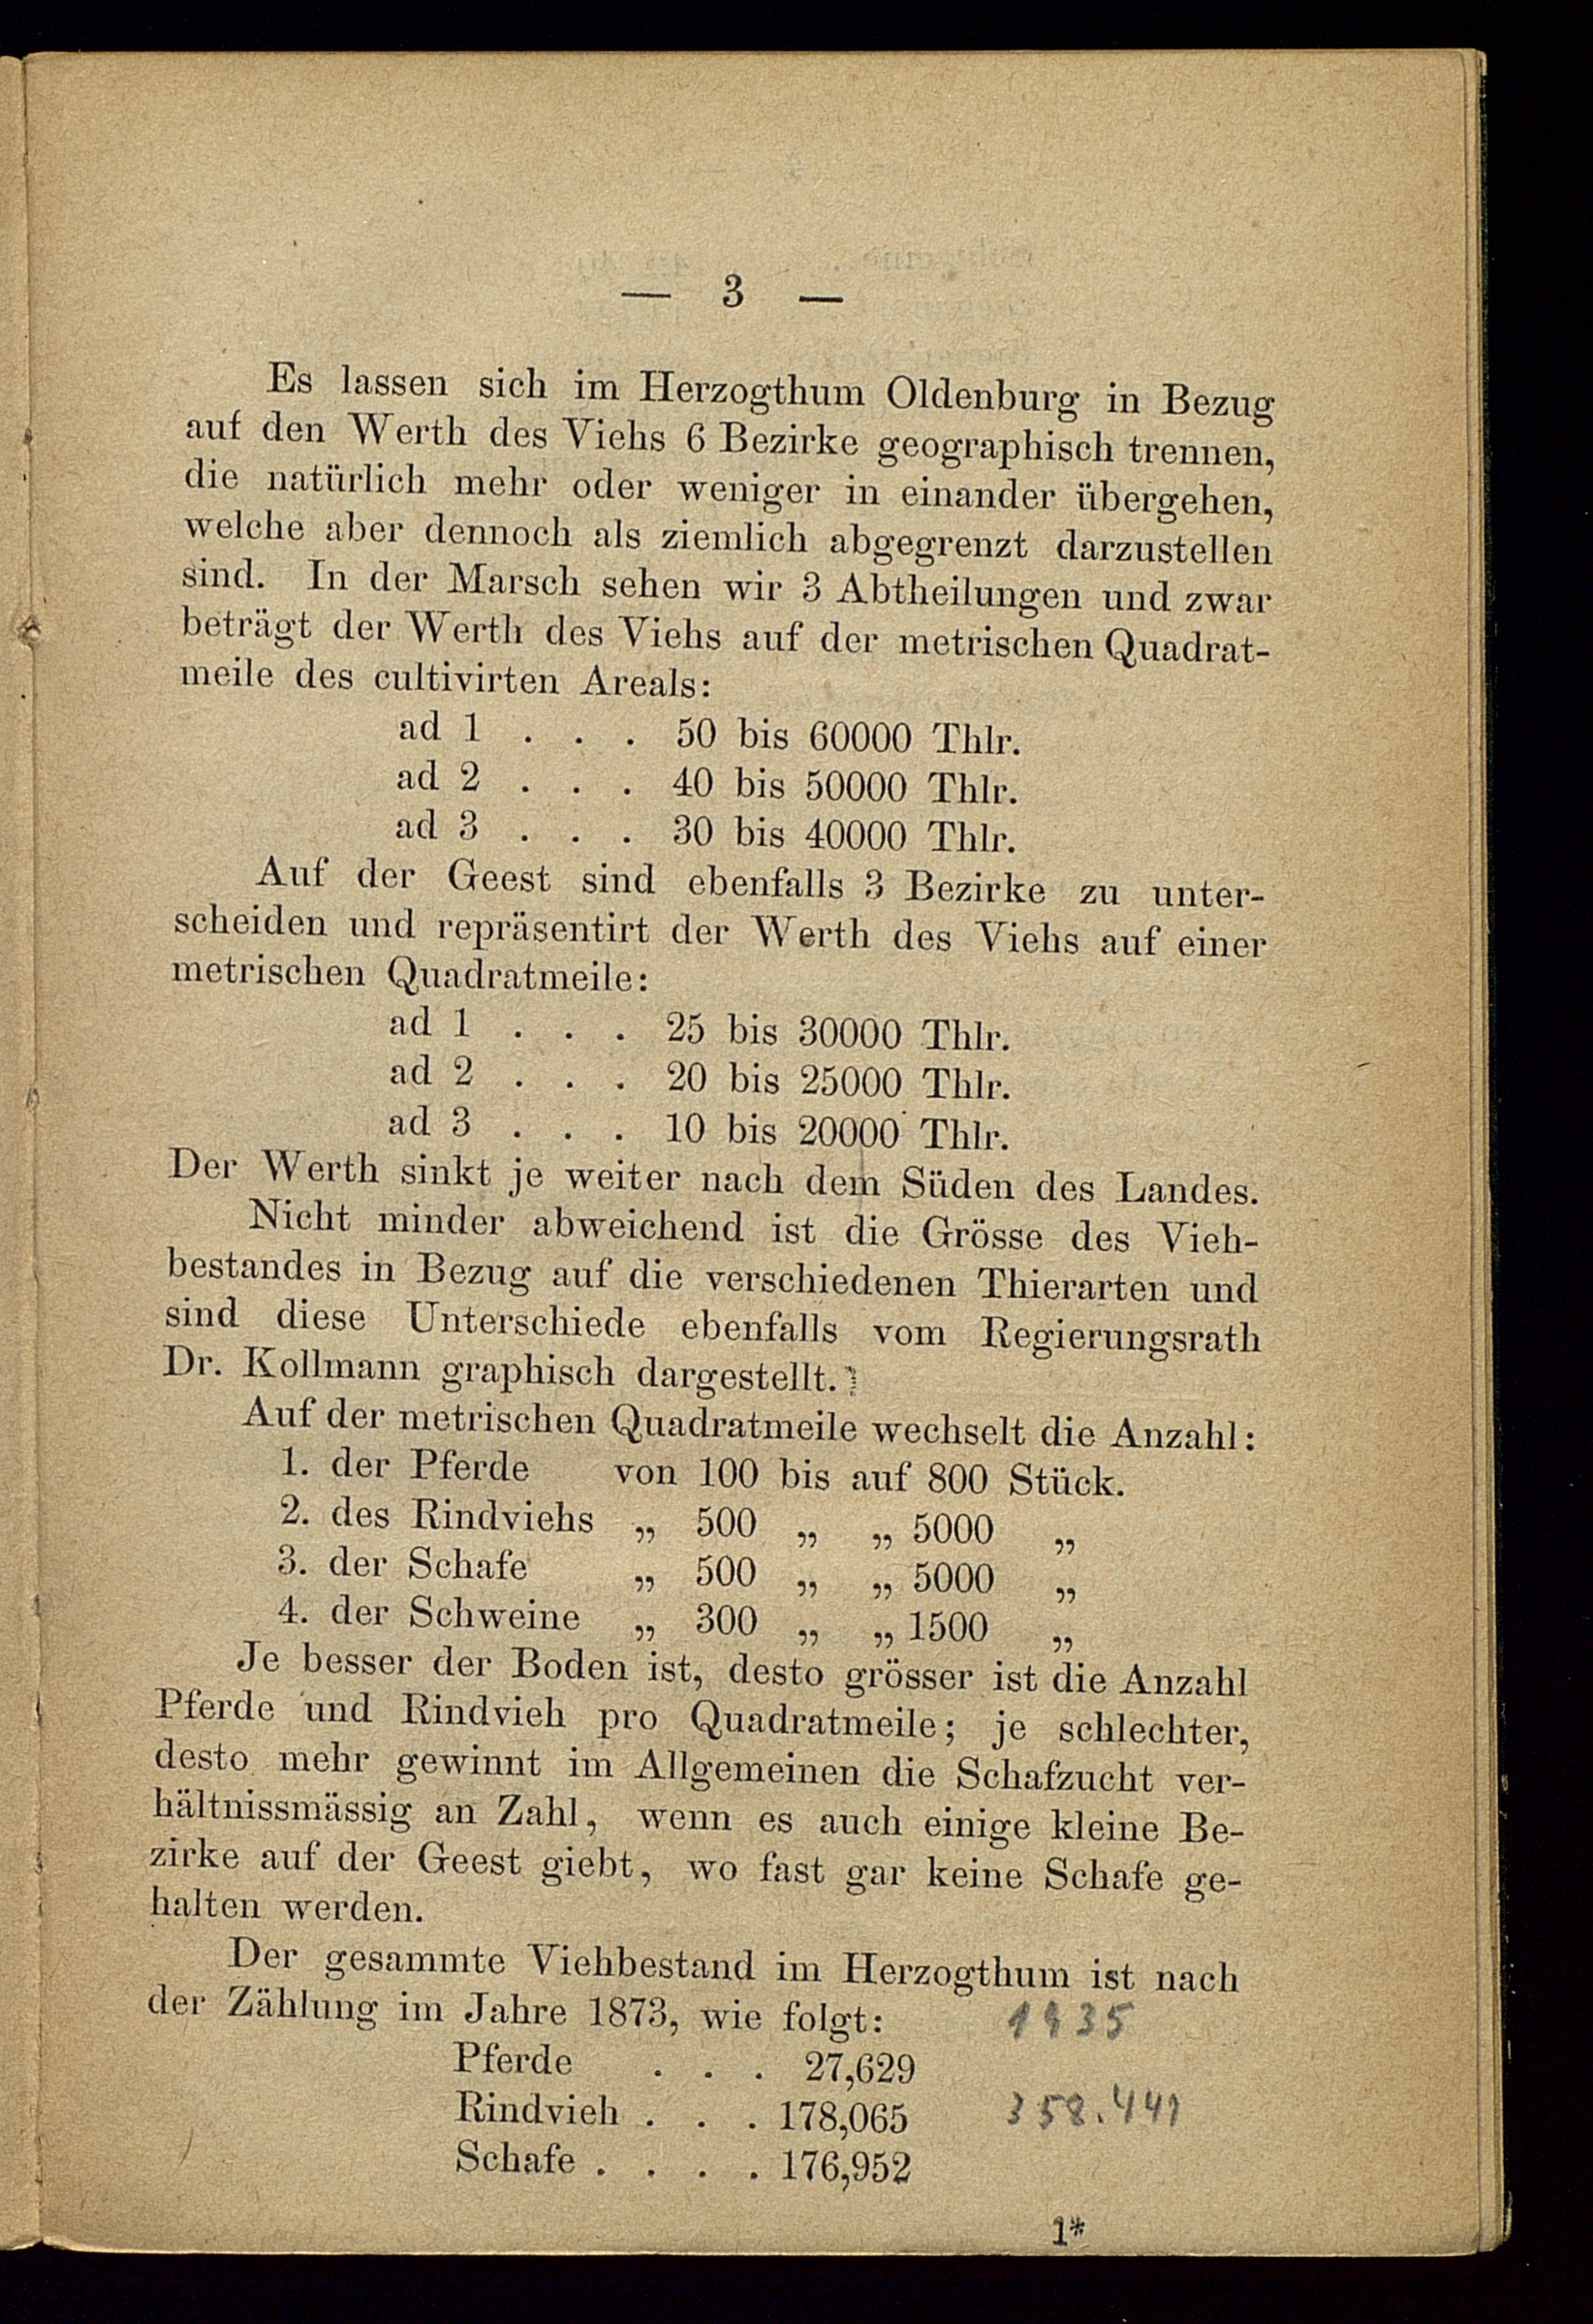 — 3 —
Es lassen sich im Herzogthum Oldenburg in Bezug
auf den Werth des Viehs 6 Bezirke geographisch trennen,
die natürlich mehr oder weniger in einander übergehen,
welche aber dennoch als ziemlich abgegrenzt darzustellen
sind. In der Marsch sehen wir 3 Abtheilungen und zwar
beträgt der Werth des Viehs auf der metrischen Quadrat-
meile des cultivirten Areals:
ad 1 . . . 50 bis 60000 Thlr.
ad 2 . . . 40 bis 50000 Thlr.
ad 3 . . . 30 bis 40000 Thlr.
Auf der Geest sind ebenfalls 3 Bezirke zu unter-
scheiden und repräsentirt der Werth des Viehs auf einer
metrischen Quadratmeile:
ad 1 . . . 25 bis 30000 Thlr.
ad 2 . . . 20 bis 25000 Thlr.
ad 3 . . . 10 bis 20000 Thlr.
Der Werth sinkt je weiter nach dem Süden des Landes.
Nicht minder abweichend ist die Grösse des Vieh-
bestandes in Bezug auf die verschiedenen Thierarten und
sind diese Unterschiede ebenfalls vom Regierungsrath
Dr. Kollmann graphisch dargestellt.
Auf der metrischen Quadratmeile wechselt die Anzahl:
1. der Pferde von 100 bis auf 800 Stück.
2. des Rindviehs „ 500 „ „ 5000 „
3. der Schafe „ 500 „ „ 5000 „
4. der Schweine „ 300 „ „ 1500 „
Je besser der Boden ist, desto grösser ist die Anzahl
Pferde und Rindvieh pro Quadratmeile; je schlechter,
desto mehr gewinnt im Allgemeinen die Schafzucht ver-
hältnissmässig an Zahl, wenn es auch einige kleine Be-
zirke auf der Geest giebt, wo fast gar keine Schafe ge-
halten werden.
Der gesammte Viehbestand im Herzogthum ist nach
der Zählung im Jahre 1873, wie folgt: 1935
Pferde . . . 27,629
Rindvieh . . . 178,065 358.441
Schafe . . . . 176,952
1*